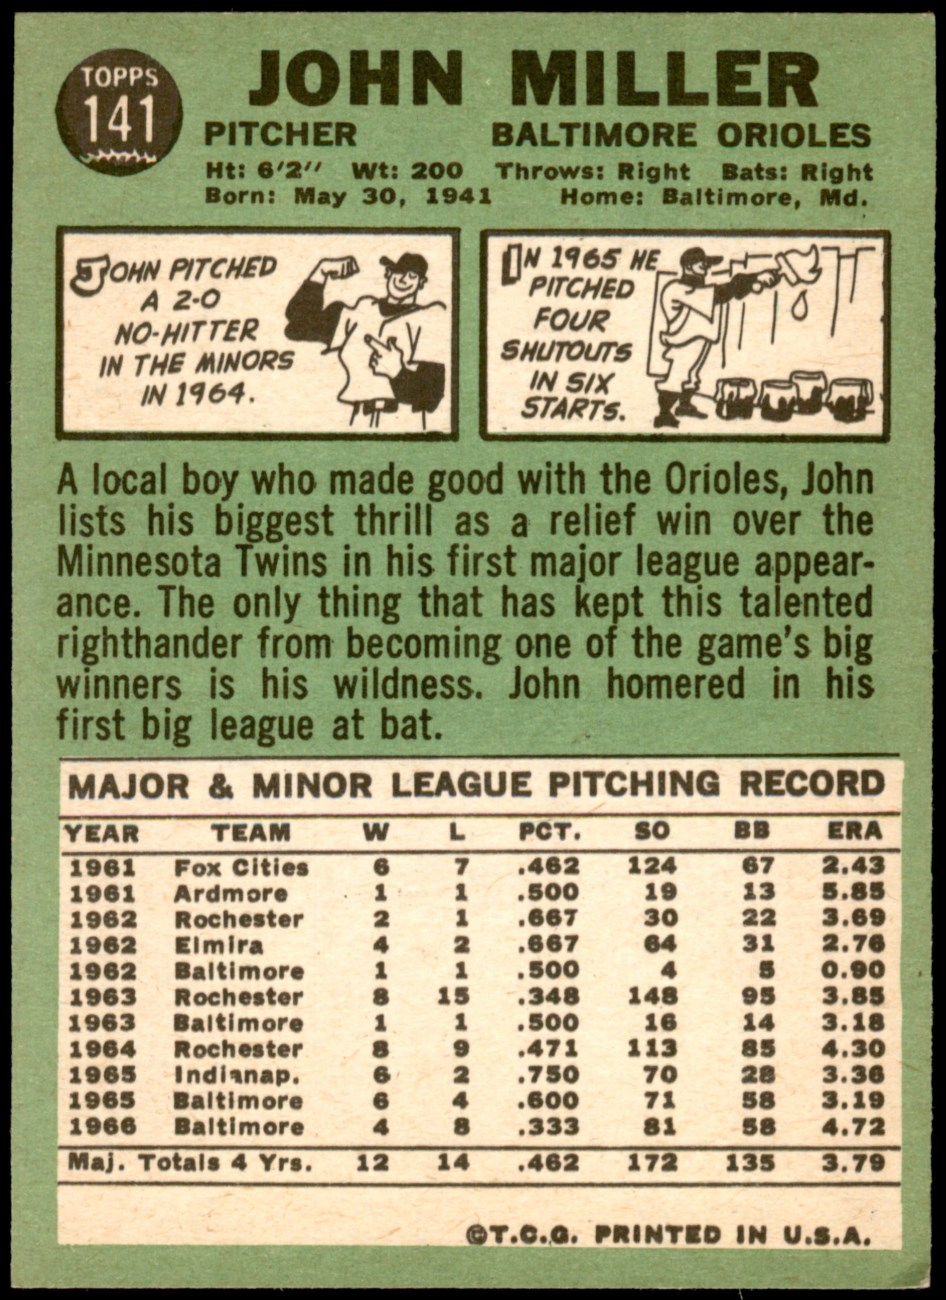 TOPPS
141
JOHN MILLER
PITCHER BALTIMORE ORIOLES
Ht: 6'2" Wt: 200 Throws: Right Bats: Right
Born: May 30, 1941 Home: Baltimore, Md.
JOHN PITCHED
A 2-0
NO-HITTER
IN THE MINORS
IN 1964.
IN 1965 HE
PITCHED
FOUR
SHUTOUTS
IN SIX
STARTS.
A local boy who made good with the Orioles, John
lists his biggest thrill as a relief win over the
Minnesota Twins in his first major league appear-
ance. The only thing that has kept this talented
righthander from becoming one of the game's big
winners is his wildness. John homered in his
first big league at bat.
MAJOR & MINOR LEAGUE PITCHING RECORD
YEAR TEAM W L PCT. SO BB ERA
1961 Fox Cities 6 7 .462 124 67 2.43
1961 Ardmore 1 1 .500 19 13 5.85
1962 Rochester 2 1 .667 30 22 3.69
1962 Elmira 4 2 .667 64 31 2.76
1962 Baltimore 1 1 .500 4 5 0.90
1963 Rochester 8 15 .348 148 95 3.85
1963 Baltimore 1 1 .500 16 14 3.18
1964 Rochester 8 9 .471 113 85 4.30
1965 Indianap. 6 2 .750 70 28 3.36
1965 Baltimore 6 4 .600 71 58 3.19
1966 Baltimore 4 8 .333 81 58 4.72
Maj. Totals 4 Yrs. 12 14 .462 172 135 3.79
©T.C.G. PRINTED IN U.S.A.